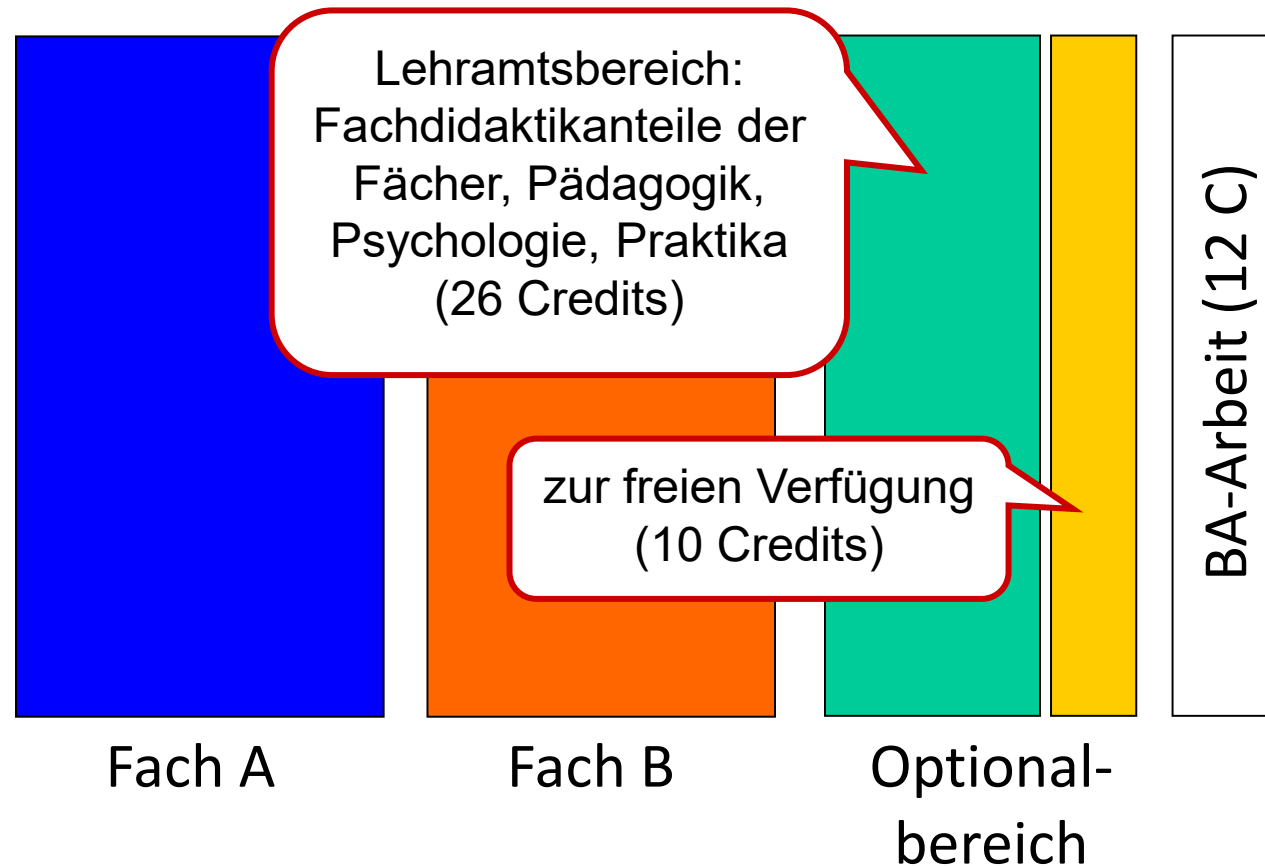 Lehramtsbereich:
Fachdidaktikanteile der
Fächer, Pädagogik,
Psychologie, Praktika
(26 Credits)
zur freien Verfügung
(10 Credits)
BA-Arbeit (12 C)
Fach A
Fach B
Optional-
bereich